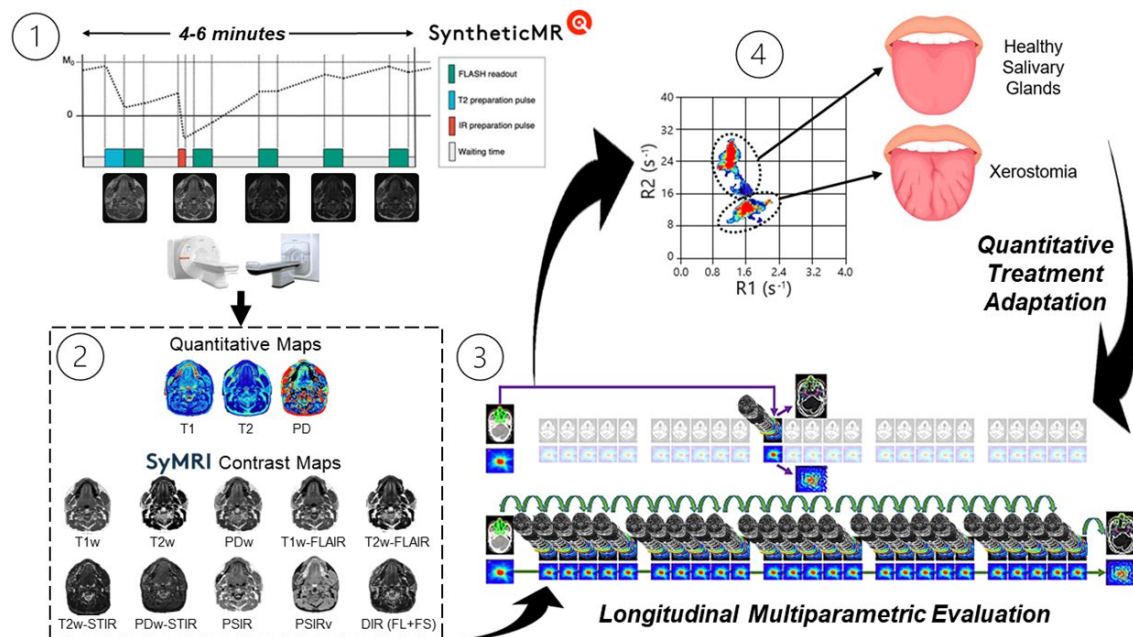 1
4-6 minutes
SyntheticMR
M0
0
FLASH readout
T2 preparation pulse
IR preparation pulse
Waiting time
2
Quantitative Maps
T1 T2 PD
SyMRI Contrast Maps
T1w T2w PDw T1w-FLAIR T2w-FLAIR
T2w-STIR PDw-STIR PSIR PSIRv DIR (FL+FS)
3
Longitudinal Multiparametric Evaluation
4
40
32
24
16
8
0
R2 (s⁻¹)
0.0 0.8 1.6 2.4 3.2 4.0
R1 (s⁻¹)
Healthy
Salivary
Glands
Xerostomia
Quantitative
Treatment
Adaptation